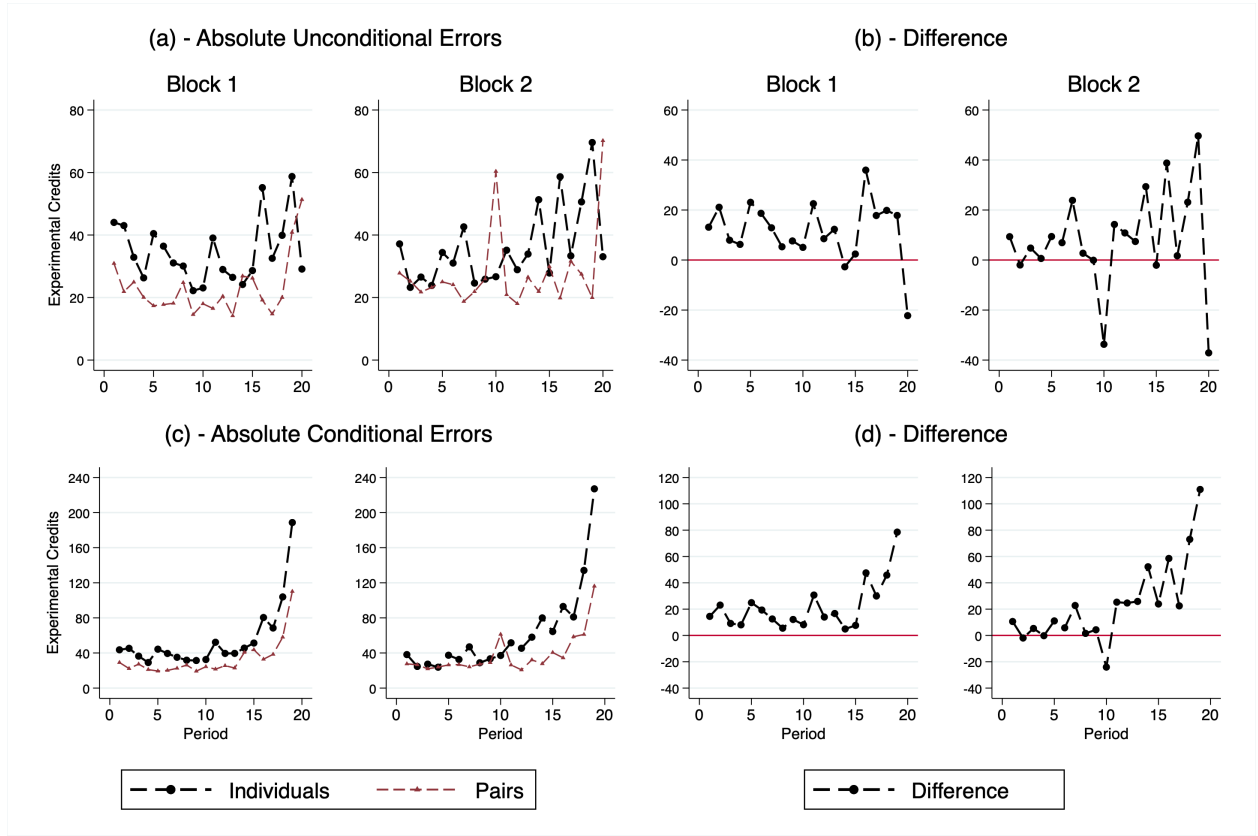 (a) - Absolute Unconditional Errors
(b) - Difference
Block 1
Block 2
Block 1
Block 2
Experimental Credits
80
60
40
20
0
0 5 10 15 20
80
60
40
20
0
0 5 10 15 20
60
40
20
0
-20
-40
0 5 10 15 20
60
40
20
0
-20
-40
0 5 10 15 20
(c) - Absolute Conditional Errors
(d) - Difference
Experimental Credits
240
200
160
120
80
40
0
0 5 10 15 20
Period
240
200
160
120
80
40
0
0 5 10 15 20
Period
120
100
80
60
40
20
0
-20
-40
0 5 10 15 20
Period
120
100
80
60
40
20
0
-20
-40
0 5 10 15 20
Period
Individuals
Pairs
Difference